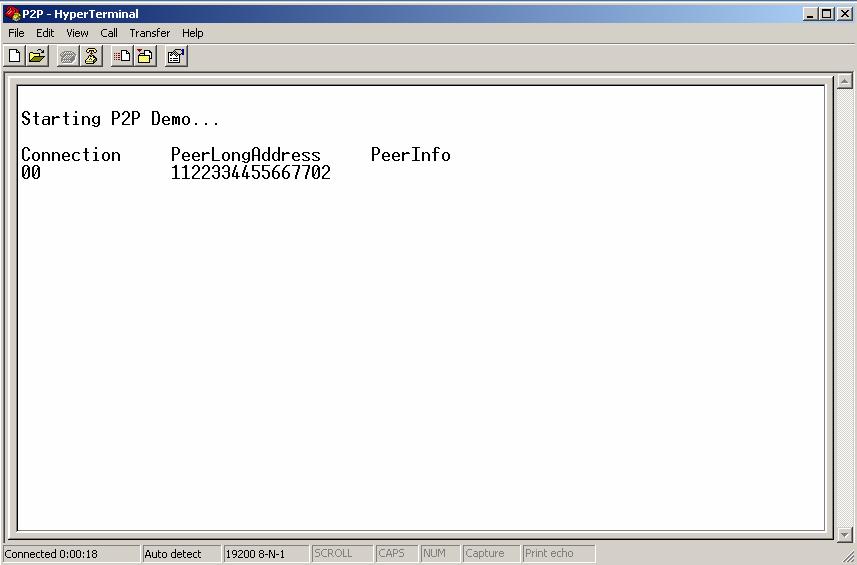 P2P - HyperTerminal
File Edit View Call Transfer Help
Starting P2P Demo...
Connection PeerLongAddress PeerInfo
00 1122334455667702
Connected 0:00:18 Auto detect 19200 8-N-1 SCROLL CAPS NUM Capture Print echo